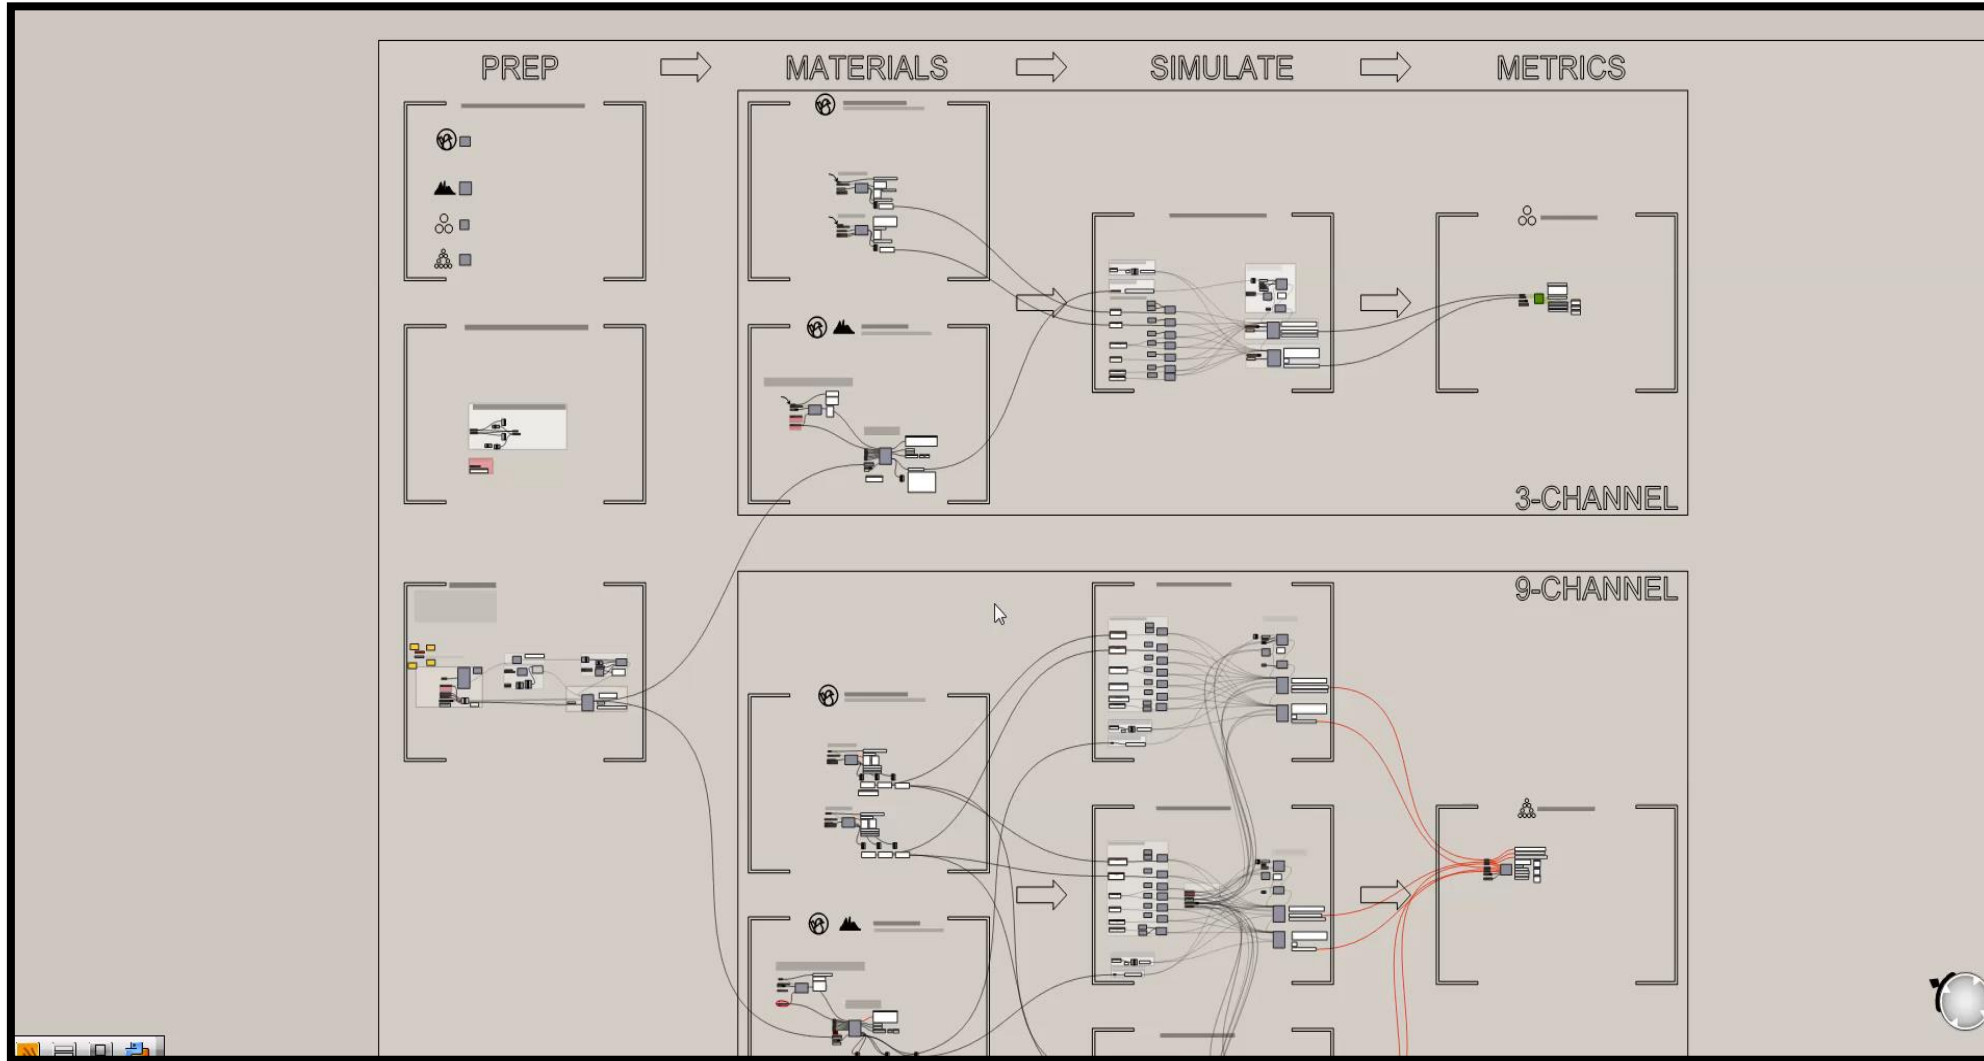 PREP
MATERIALS
SIMULATE
METRICS
3-CHANNEL
9-CHANNEL